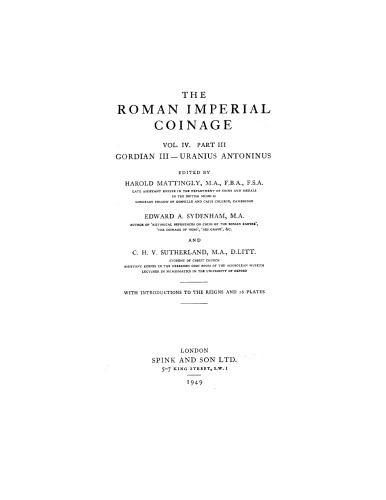 THE
ROMAN IMPERIAL
COINAGE
VOL. IV. PART III
GORDIAN III — URANIUS ANTONINUS
EDITED BY
HAROLD MATTINGLY, M.A., F.B.A., F.S.A.
LATE ASSISTANT KEEPER IN THE DEPARTMENT OF COINS AND MEDALS
IN THE BRITISH MUSEUM
HONORARY FELLOW OF GONVILLE AND CAIUS COLLEGE, CAMBRIDGE
EDWARD A. SYDENHAM, M.A.
AUTHOR OF 'HISTORICAL REFERENCES ON COINS OF THE ROMAN EMPIRE',
'THE COINAGE OF NERO', 'AES GRAVE', &C.
AND
C. H. V. SUTHERLAND, M.A., D.LITT.
STUDENT OF CHRIST CHURCH
ASSISTANT KEEPER IN THE HEBERDEN COIN ROOM OF THE ASHMOLEAN MUSEUM
LECTURER IN NUMISMATICS IN THE UNIVERSITY OF OXFORD
WITH INTRODUCTIONS TO THE REIGNS AND 16 PLATES
LONDON
SPINK AND SON LTD.
5–7 KING STREET, S.W. 1
1949